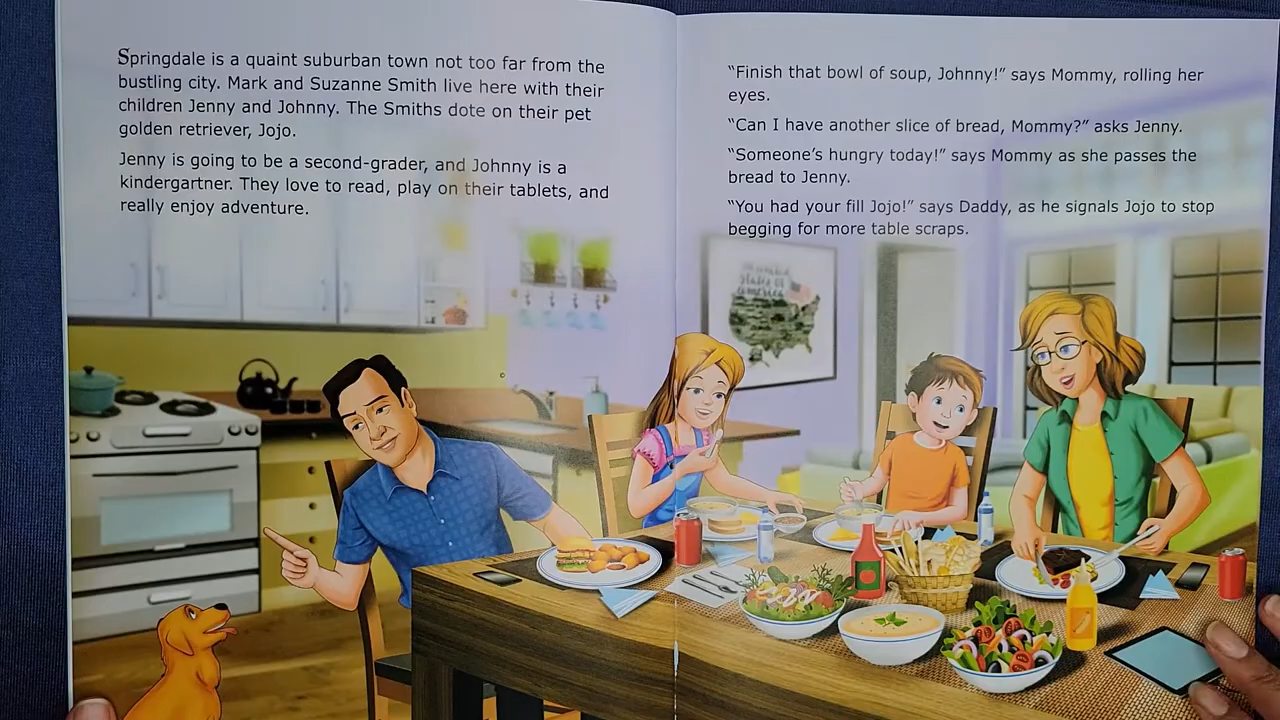 Springdale is a quaint suburban town not too far from the
bustling city. Mark and Suzanne Smith live here with their
children Jenny and Johnny. The Smiths dote on their pet
golden retriever, Jojo.
Jenny is going to be a second-grader, and Johnny is a
kindergartner. They love to read, play on their tablets, and
really enjoy adventure.
“Finish that bowl of soup, Johnny!” says Mommy, rolling her
eyes.
“Can I have another slice of bread, Mommy?” asks Jenny.
“Someone’s hungry today!” says Mommy as she passes the
bread to Jenny.
“You had your fill Jojo!” says Daddy, as he signals Jojo to stop
begging for more table scraps.
the United
States of
america